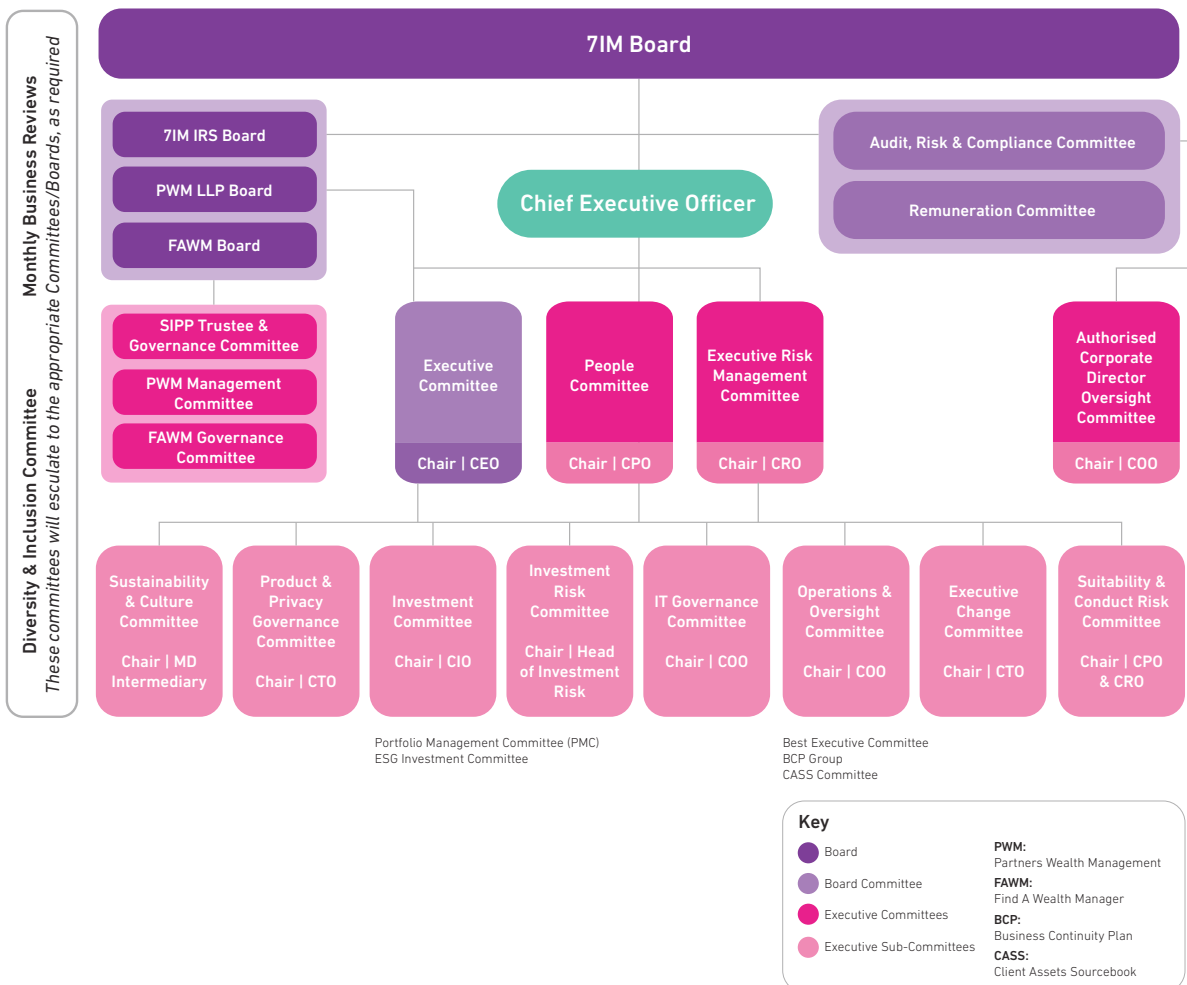 Diversity & Inclusion Committee Monthly Business Reviews
These committees will esculate to the appropriate Committees/Boards, as required
7IM Board
7IM IRS Board
PWM LLP Board
FAWM Board
Audit, Risk & Compliance Committee
Remuneration Committee
Chief Executive Officer
SIPP Trustee &
Governance Committee
PWM Management
Committee
FAWM Governance
Committee
Executive
Committee
Chair | CEO
People
Committee
Chair | CPO
Executive Risk
Management
Committee
Chair | CRO
Authorised
Corporate
Director
Oversight
Committee
Chair | COO
Sustainability
& Culture
Committee
Chair | MD
Intermediary
Product &
Privacy
Governance
Committee
Chair | CTO
Investment
Committee
Chair | CIO
Investment
Risk
Committee
Chair | Head
of Investment
Risk
IT Governance
Committee
Chair | COO
Operations &
Oversight
Committee
Chair | COO
Executive
Change
Committee
Chair | CTO
Suitability &
Conduct Risk
Committee
Chair | CPO
& CRO
Portfolio Management Committee (PMC)
ESG Investment Committee
Best Executive Committee
BCP Group
CASS Committee
Key
Board
Board Committee
Executive Committees
Executive Sub-Committees
PWM:
Partners Wealth Management
FAWM:
Find A Wealth Manager
BCP:
Business Continuity Plan
CASS:
Client Assets Sourcebook